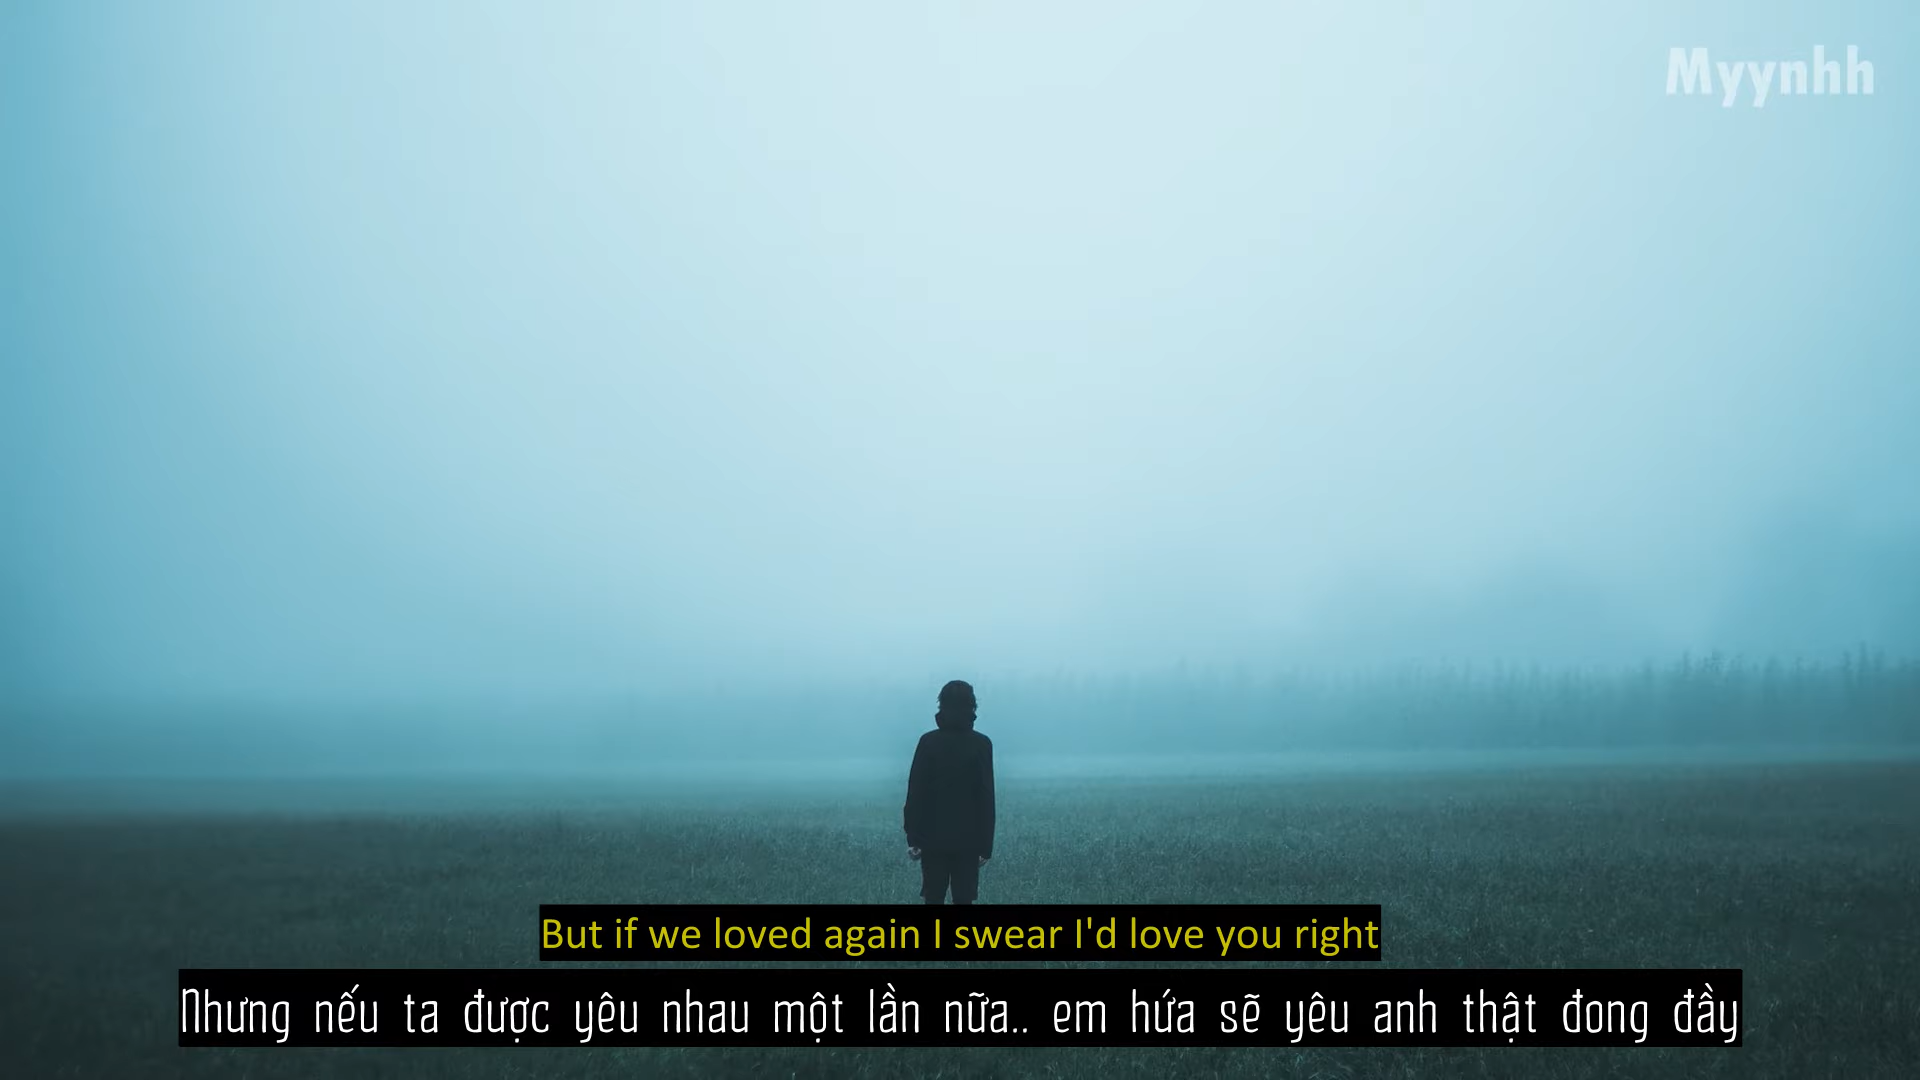 Myynhh
But if we loved again I swear I'd love you right
Nhưng nếu ta được yêu nhau một lần nữa.. em hứa sẽ yêu anh thật đong đầy